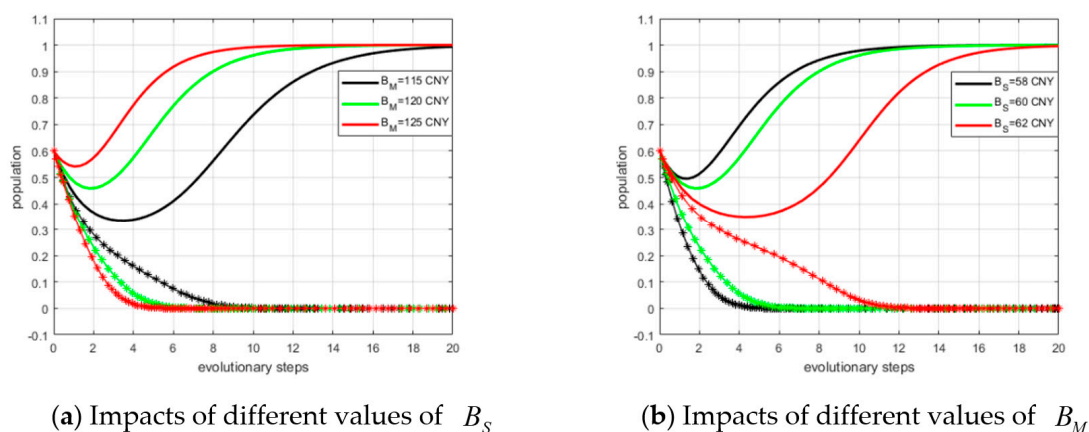 1.1
1
0.9
0.8
0.7
0.6
0.5
0.4
0.3
0.2
0.1
0
-0.1
population
0 2 4 6 8 10 12 14 16 18 20
evolutionary steps
B_M=115 CNY
B_M=120 CNY
B_M=125 CNY
(a) Impacts of different values of B_S
1.1
1
0.9
0.8
0.7
0.6
0.5
0.4
0.3
0.2
0.1
0
-0.1
population
0 2 4 6 8 10 12 14 16 18 20
evolutionary steps
B_S=58 CNY
B_S=60 CNY
B_S=62 CNY
(b) Impacts of different values of B_M